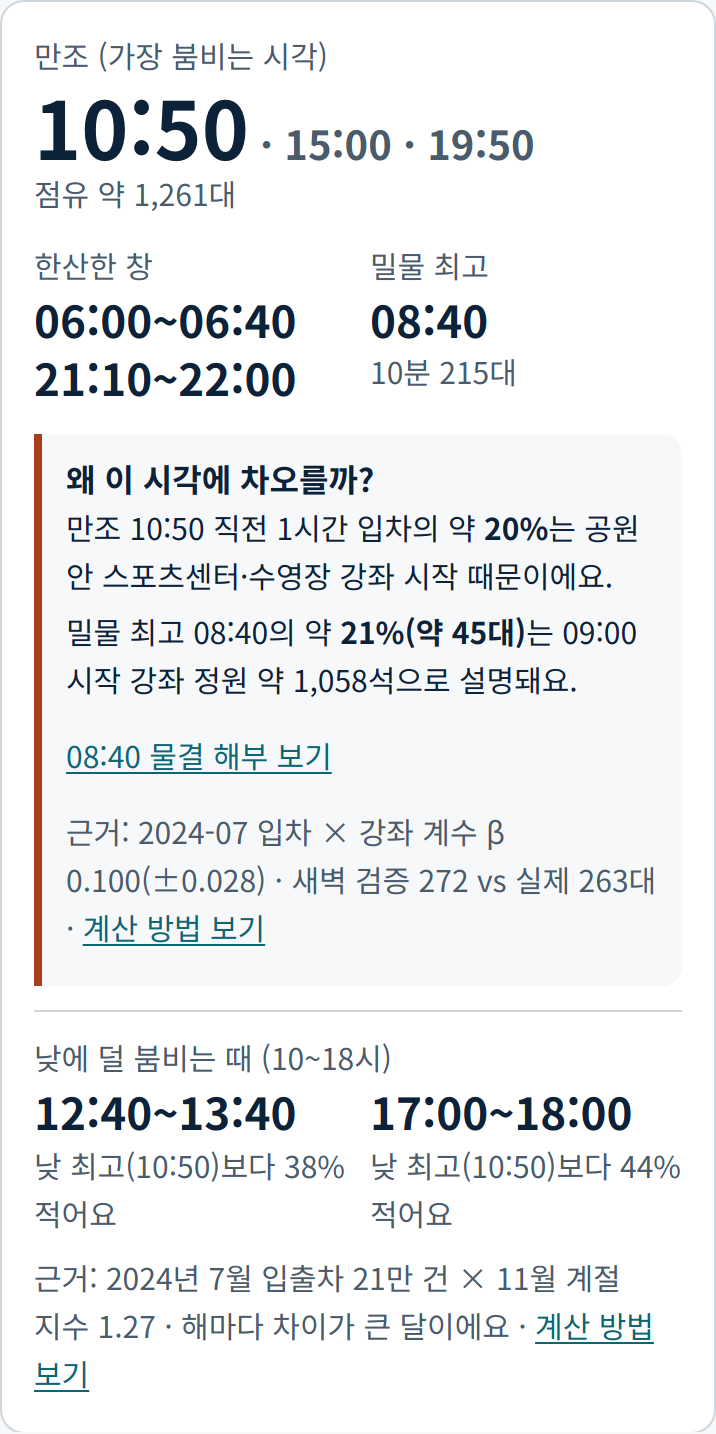 만조 (가장 붐비는 시각)
10:50 · 15:00 · 19:50
점유 약 1,261대
한산한 창
06:00~06:40
21:10~22:00
밀물 최고
08:40
10분 215대
왜 이 시각에 차오를까?
만조 10:50 직전 1시간 입차의 약 20%는 공원
안 스포츠센터·수영장 강좌 시작 때문이에요.
밀물 최고 08:40의 약 21%(약 45대)는 09:00
시작 강좌 정원 약 1,058석으로 설명돼요.
08:40 물결 해부 보기
근거: 2024-07 입차 × 강좌 계수 β
0.100(±0.028) · 새벽 검증 272 vs 실제 263대
· 계산 방법 보기
낮에 덜 붐비는 때 (10~18시)
12:40~13:40
낮 최고(10:50)보다 38%
적어요
17:00~18:00
낮 최고(10:50)보다 44%
적어요
근거: 2024년 7월 입출차 21만 건 × 11월 계절
지수 1.27 · 해마다 차이가 큰 달이에요 · 계산 방법
보기